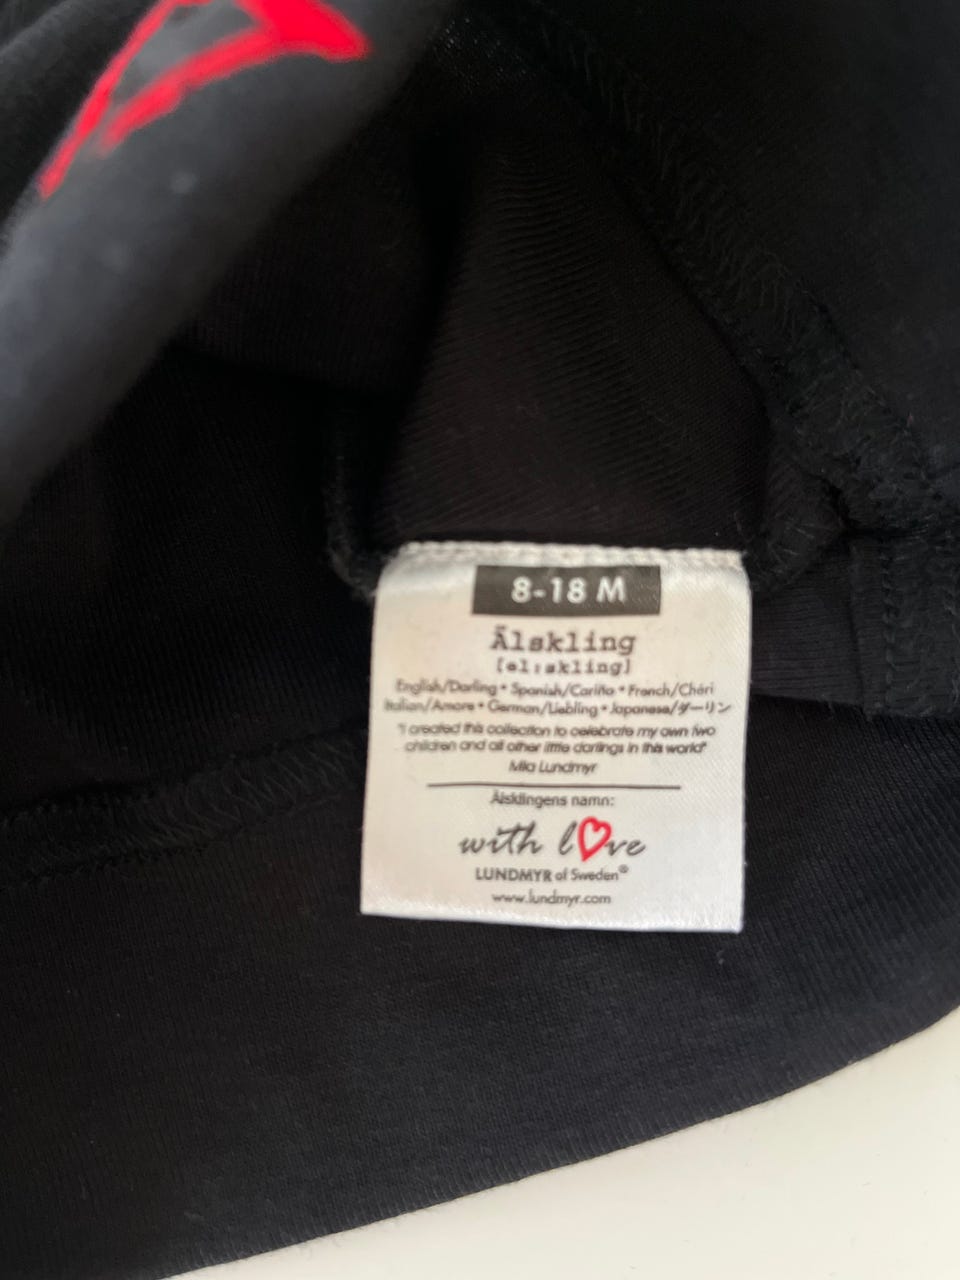 8-18 M
Älskling
[el:skling]
English/Darling • Spanish/Cariño • French/Chéri
Italian/Amore • German/Liebling • Japanese/ダーリン
"I created this collection to celebrate my own two
children and all other little darlings in this world"
Mia Lundmyr
Älsklingens namn:
with love
LUNDMYR of Sweden®
www.lundmyr.com